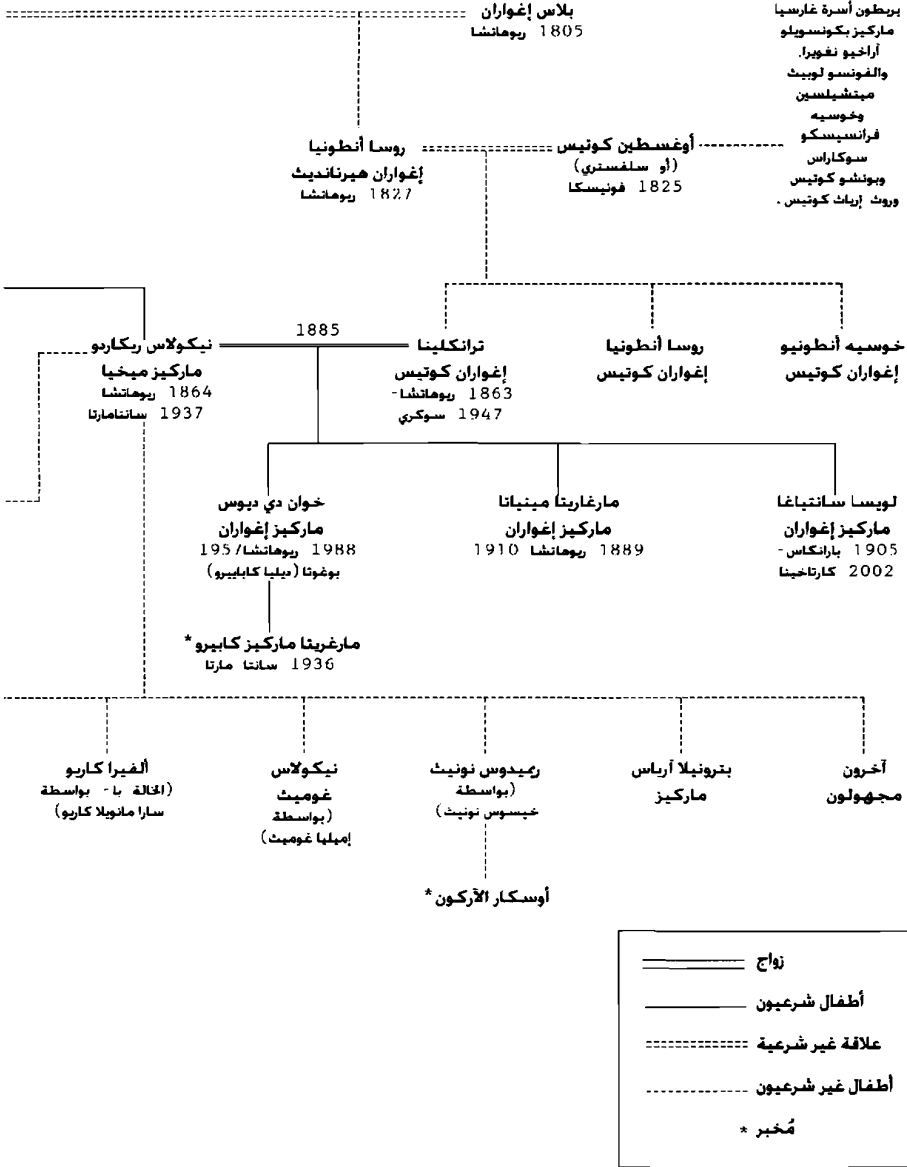 يربطون أسرة غارسيا
ماركيز بكونسويلو
آراخيو نغويرا،
والفونسو لوبيث
ميتشيلسين
وخوسيه
فرانسيسكو
سوكاراس
وبونشو كوتيس
وروث إرياث كوتيس .
بلاس إغواران
1805 ريوهاتشا
أوغسطين كوتيس
(أو سلفستري)
1825 فونيسكا
روسا أنطونيا
إغواران هيرنانديث
1827 ريوهاتشا
خوسيه أنطونيو
إغواران كوتيس
روسا أنطونيا
إغواران كوتيس
ترانكلينا
إغواران كوتيس
1863 ريوهاتشا-
1947 سوكري
1885
نيكولاس ريكاردو
ماركيز ميخيا
1864 ريوهاتشا
1937 سانتامارتا
لويسا سانتياغا
ماركيز إغواران
1905 بارانكاس-
2002 كارتاخينا
مارغاريتا مينياتا
ماركيز إغواران
1889 ريوهاتشا 1910
خوان دي ديوس
ماركيز إغواران
1988 ريوهاتشا/1957
بوغوتا (ديليا كاباييرو)
مارغريتا ماركيز كابيرو*
1936 سانتا مارتا
آخرون
مجهولون
بترونيلا آرياس
ماركيز
ريميدوس نونيث
(بواسطة
خيسوس نونيث)
أوسكار الآركون*
نيكولاس
غوميث
(بواسطة
إميليا غوميث)
ألفيرا كاريو
(الخالة با- بواسطة
سارا مانويلا كاريو)
زواج
أطفال شرعيون
علاقة غير شرعية
أطفال غير شرعيون
مُخبر *